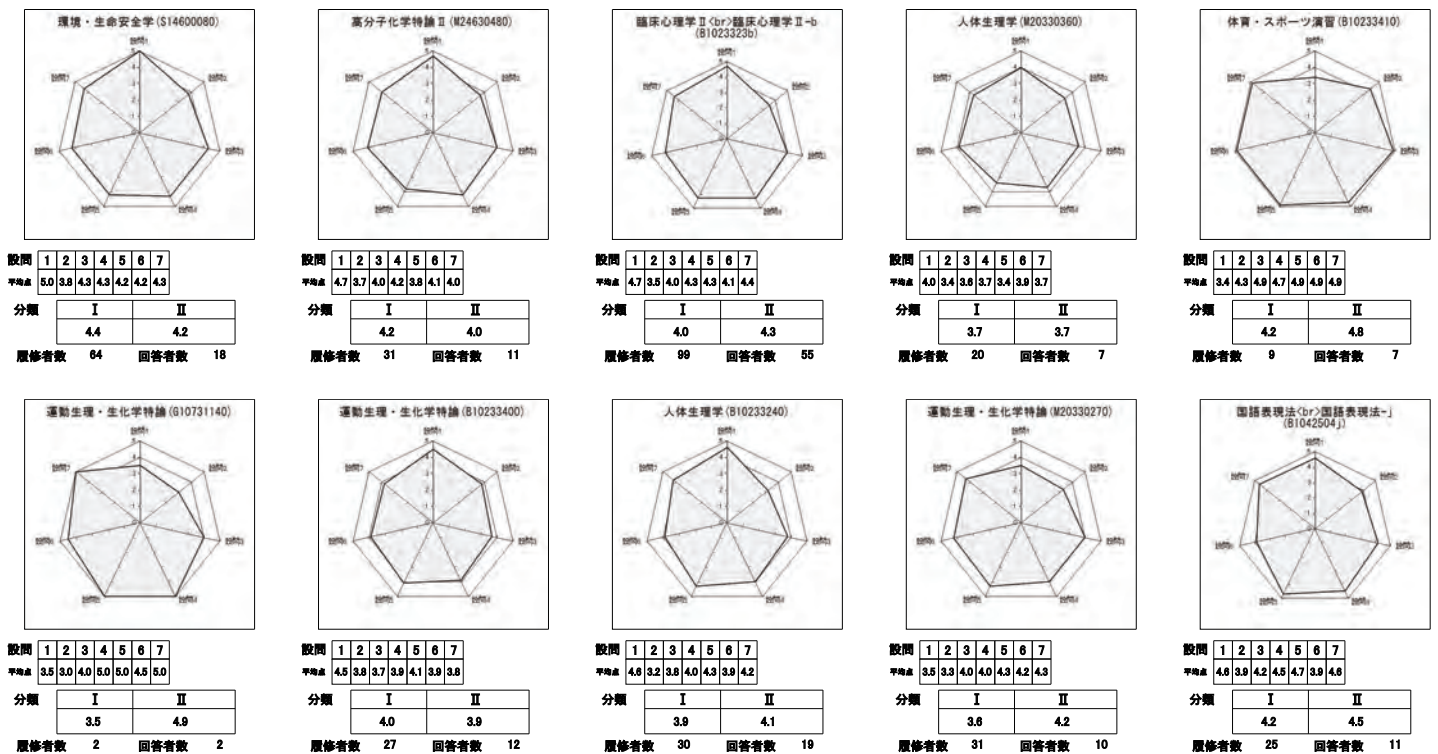 環境・生命安全学(S14600080)
設問 1 2 3 4 5 6 7
平均点 5.0 3.8 4.3 4.3 4.2 4.2 4.3
分類 I II
4.4 4.2
履修者数 64 回答者数 18
高分子化学特論Ⅱ(M24630480)
設問 1 2 3 4 5 6 7
平均点 4.7 3.7 4.0 4.2 3.8 4.1 4.0
分類 I II
4.2 4.0
履修者数 31 回答者数 11
臨床心理学Ⅱ<br>臨床心理学Ⅱ-b
(B1023323b)
設問 1 2 3 4 5 6 7
平均点 4.7 3.5 4.0 4.3 4.3 4.1 4.4
分類 I II
4.0 4.3
履修者数 99 回答者数 55
人体生理学(M20330360)
設問 1 2 3 4 5 6 7
平均点 4.0 3.4 3.6 3.7 3.4 3.9 3.7
分類 I II
3.7 3.7
履修者数 20 回答者数 7
体育・スポーツ演習(B10233410)
設問 1 2 3 4 5 6 7
平均点 3.4 4.3 4.9 4.7 4.9 4.9 4.9
分類 I II
4.2 4.8
履修者数 9 回答者数 7
運動生理・生化学特論(G10731140)
設問 1 2 3 4 5 6 7
平均点 3.5 3.0 4.0 5.0 5.0 4.5 5.0
分類 I II
3.5 4.9
履修者数 2 回答者数 2
運動生理・生化学特論(B10233400)
設問 1 2 3 4 5 6 7
平均点 4.5 3.8 3.7 3.9 4.1 3.9 3.8
分類 I II
4.0 3.9
履修者数 27 回答者数 12
人体生理学(B10233240)
設問 1 2 3 4 5 6 7
平均点 4.6 3.2 3.8 4.0 4.3 3.9 4.2
分類 I II
3.9 4.1
履修者数 30 回答者数 19
運動生理・生化学特論(M20330270)
設問 1 2 3 4 5 6 7
平均点 3.5 3.3 4.0 4.0 4.3 4.2 4.3
分類 I II
3.6 4.2
履修者数 31 回答者数 10
国語表現法<br>国語表現法-j
(B1042504j)
設問 1 2 3 4 5 6 7
平均点 4.6 3.9 4.2 4.5 4.7 3.9 4.6
分類 I II
4.2 4.5
履修者数 25 回答者数 11